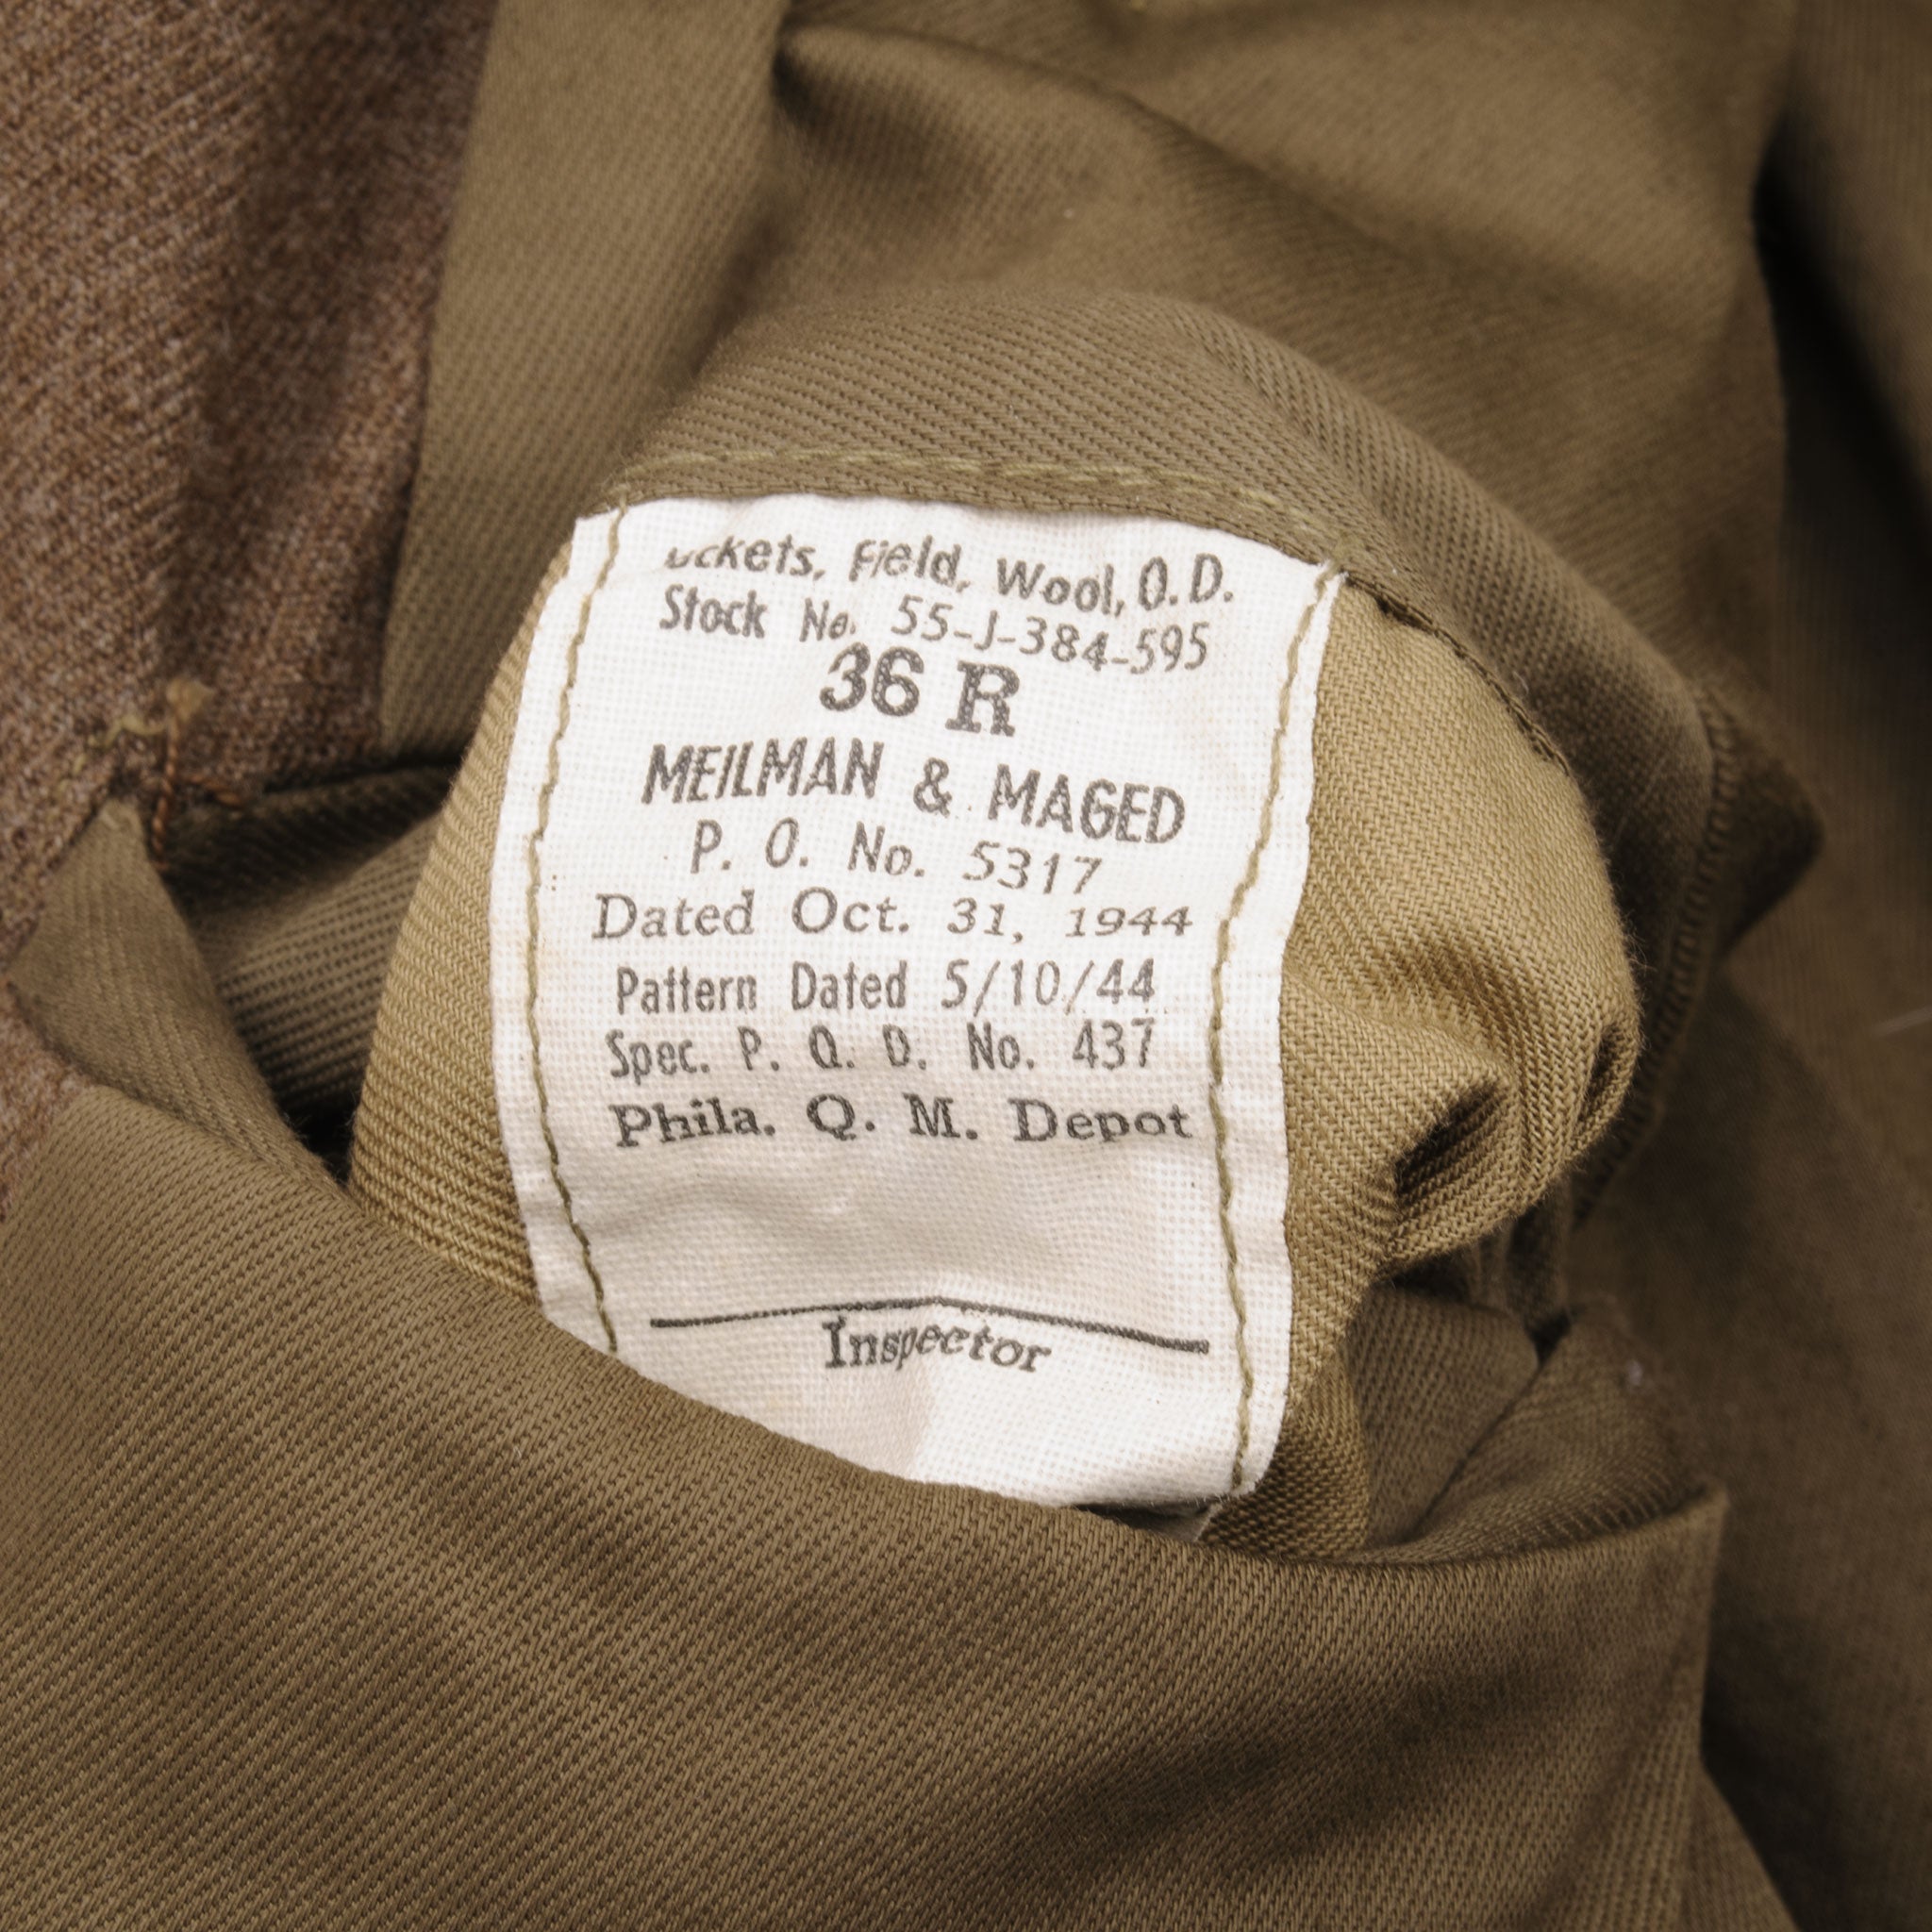 ckets, Field, Wool, O.D.
Stock No. 55-J-384-595
36 R
MEILMAN & MAGED
P. O. No. 5317
Dated Oct. 31, 1944
Pattern Dated 5/10/44
Spec. P. Q. D. No. 437
Phila. Q. M. Depot
Inspector